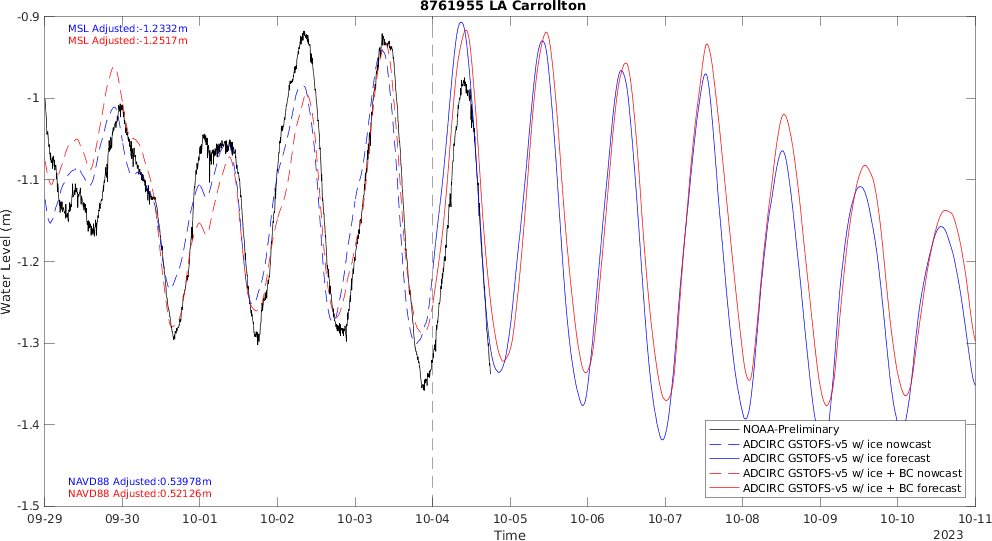 8761955 LA Carrollton
MSL Adjusted:-1.2332m
MSL Adjusted:-1.2517m
-0.9
-1
-1.1
-1.2
-1.3
-1.4
-1.5
Water Level (m)
NAVD88 Adjusted:0.53978m
NAVD88 Adjusted:0.52126m
NOAA-Preliminary
ADCIRC GSTOFS-v5 w/ ice nowcast
ADCIRC GSTOFS-v5 w/ ice forecast
ADCIRC GSTOFS-v5 w/ ice + BC nowcast
ADCIRC GSTOFS-v5 w/ ice + BC forecast
09-29 09-30 10-01 10-02 10-03 10-04 10-05 10-06 10-07 10-08 10-09 10-10 10-11
Time
2023